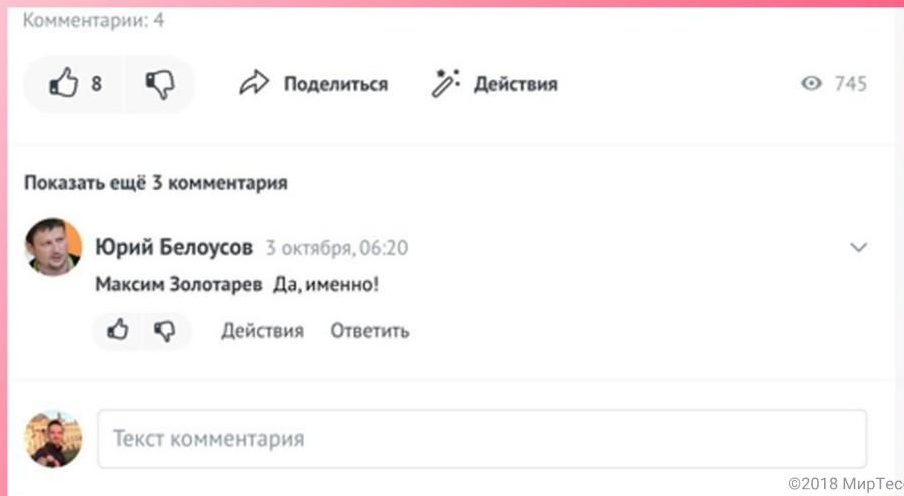 Комментарии: 4
8 Поделиться Действия 745
Показать ещё 3 комментария
Юрий Белоусов 3 октября, 06:20
Максим Золотарев Да, именно!
Действия Ответить
Текст комментария
©2018 МирТес